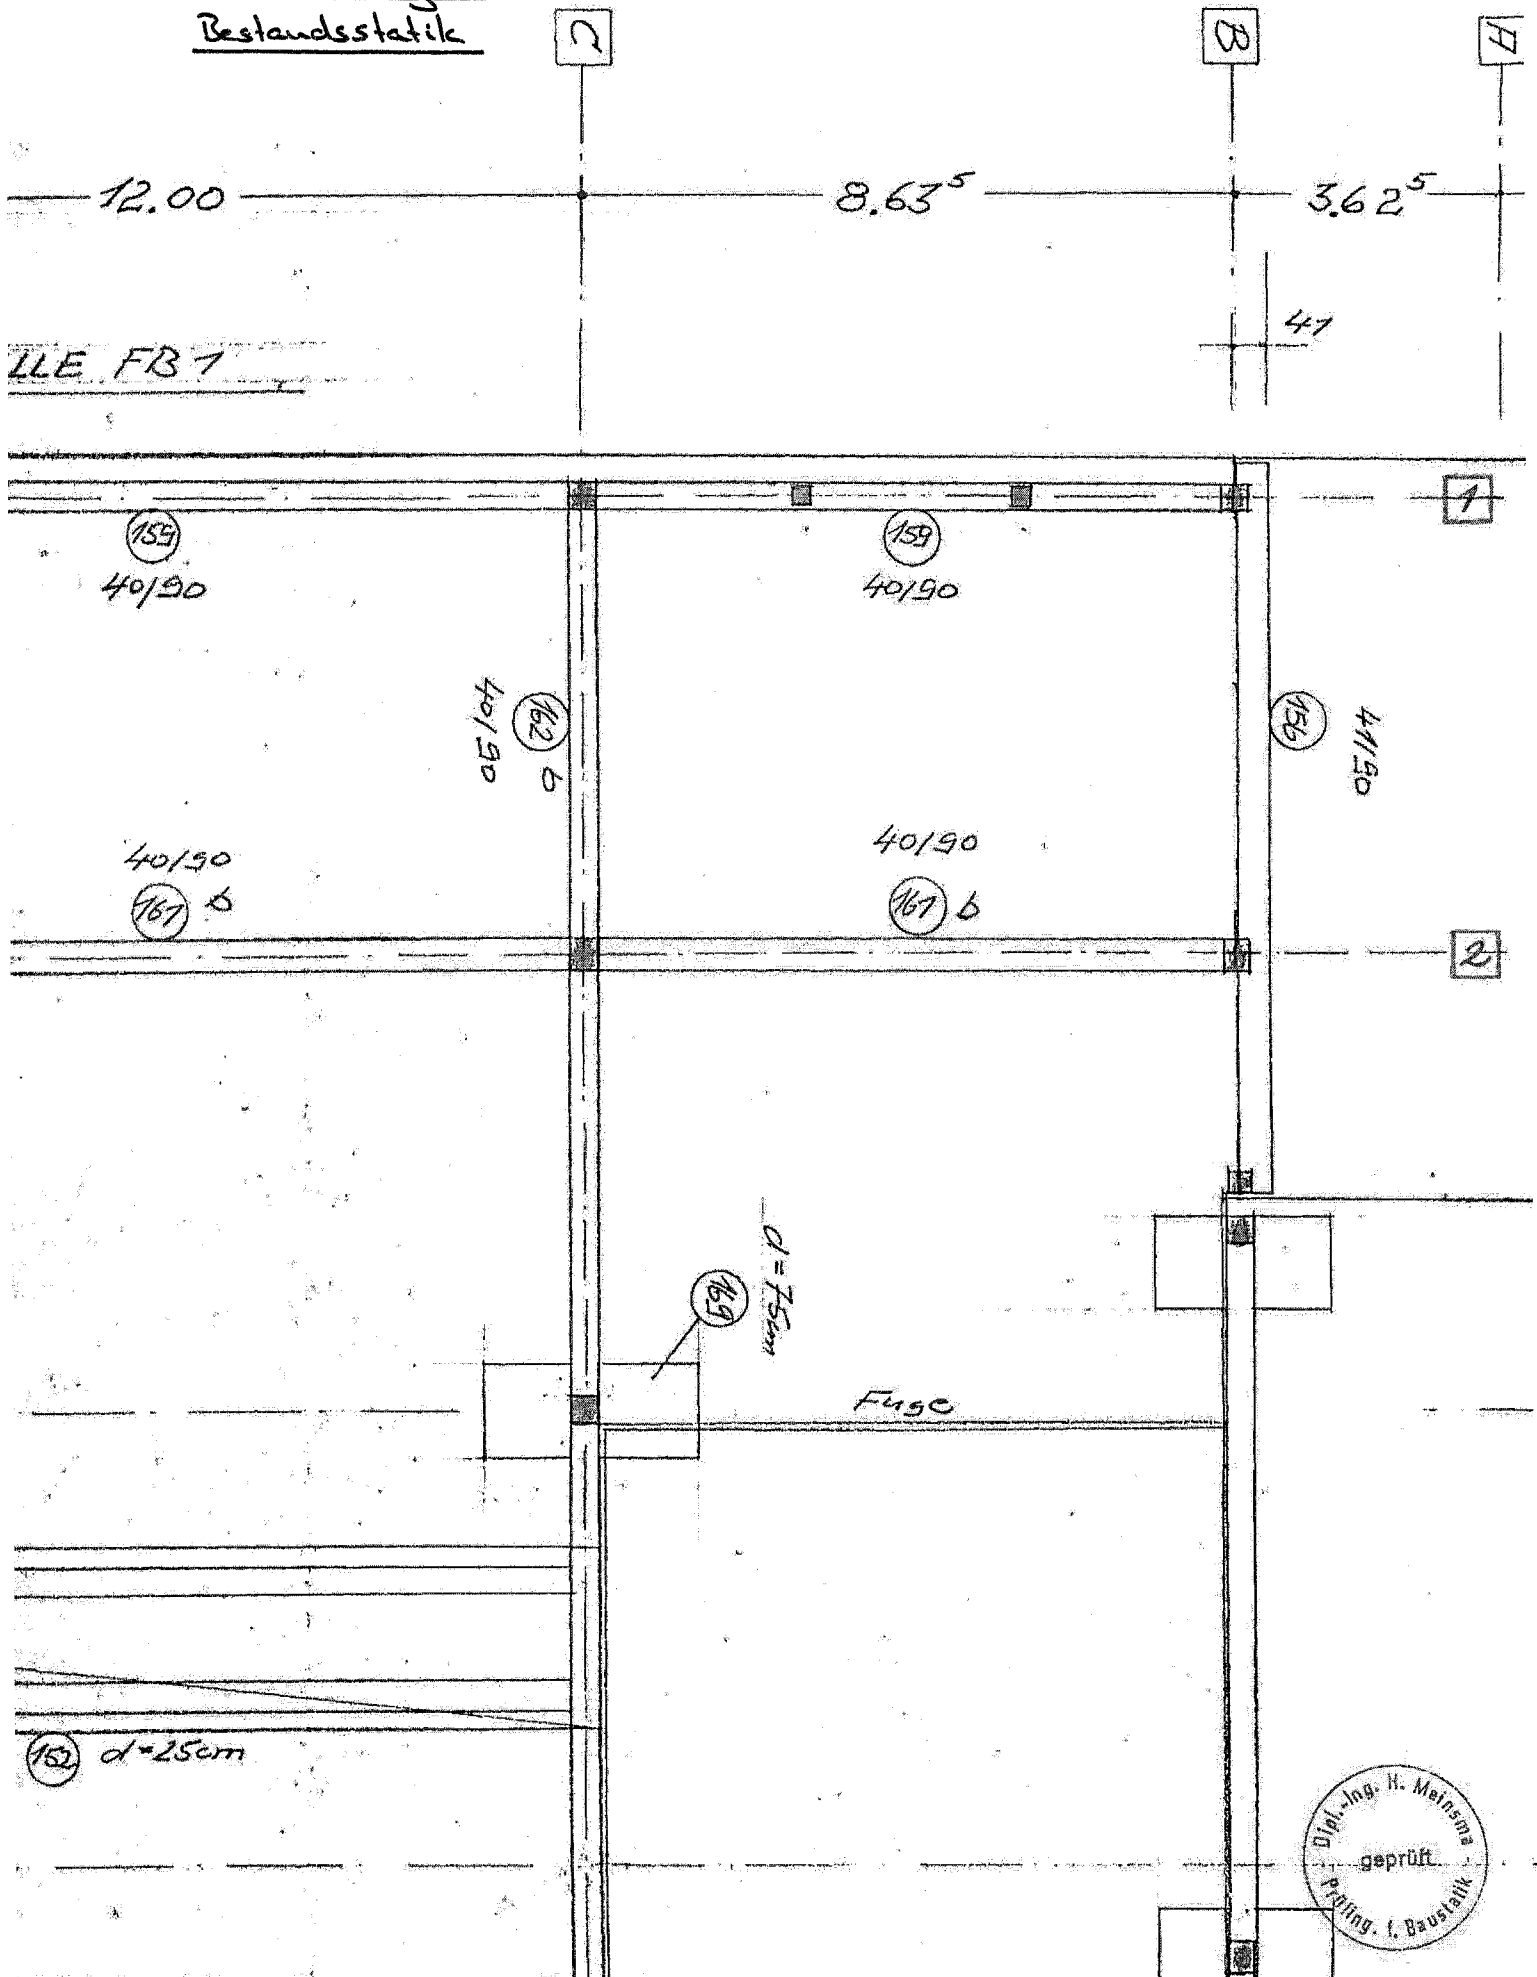 Bestandsstatik
C
B
A
12.00
8.63⁵
3.62⁵
41
LLE FB 1
1
159
40/90
159
40/90
162 b
40/90
156
41/90
40/90
161 b
40/90
161 b
2
169
d=75cm
Fuge
152 d=25cm
Dipl.-Ing. H. Meinsma
geprüft
Prüfing. f. Baustatik